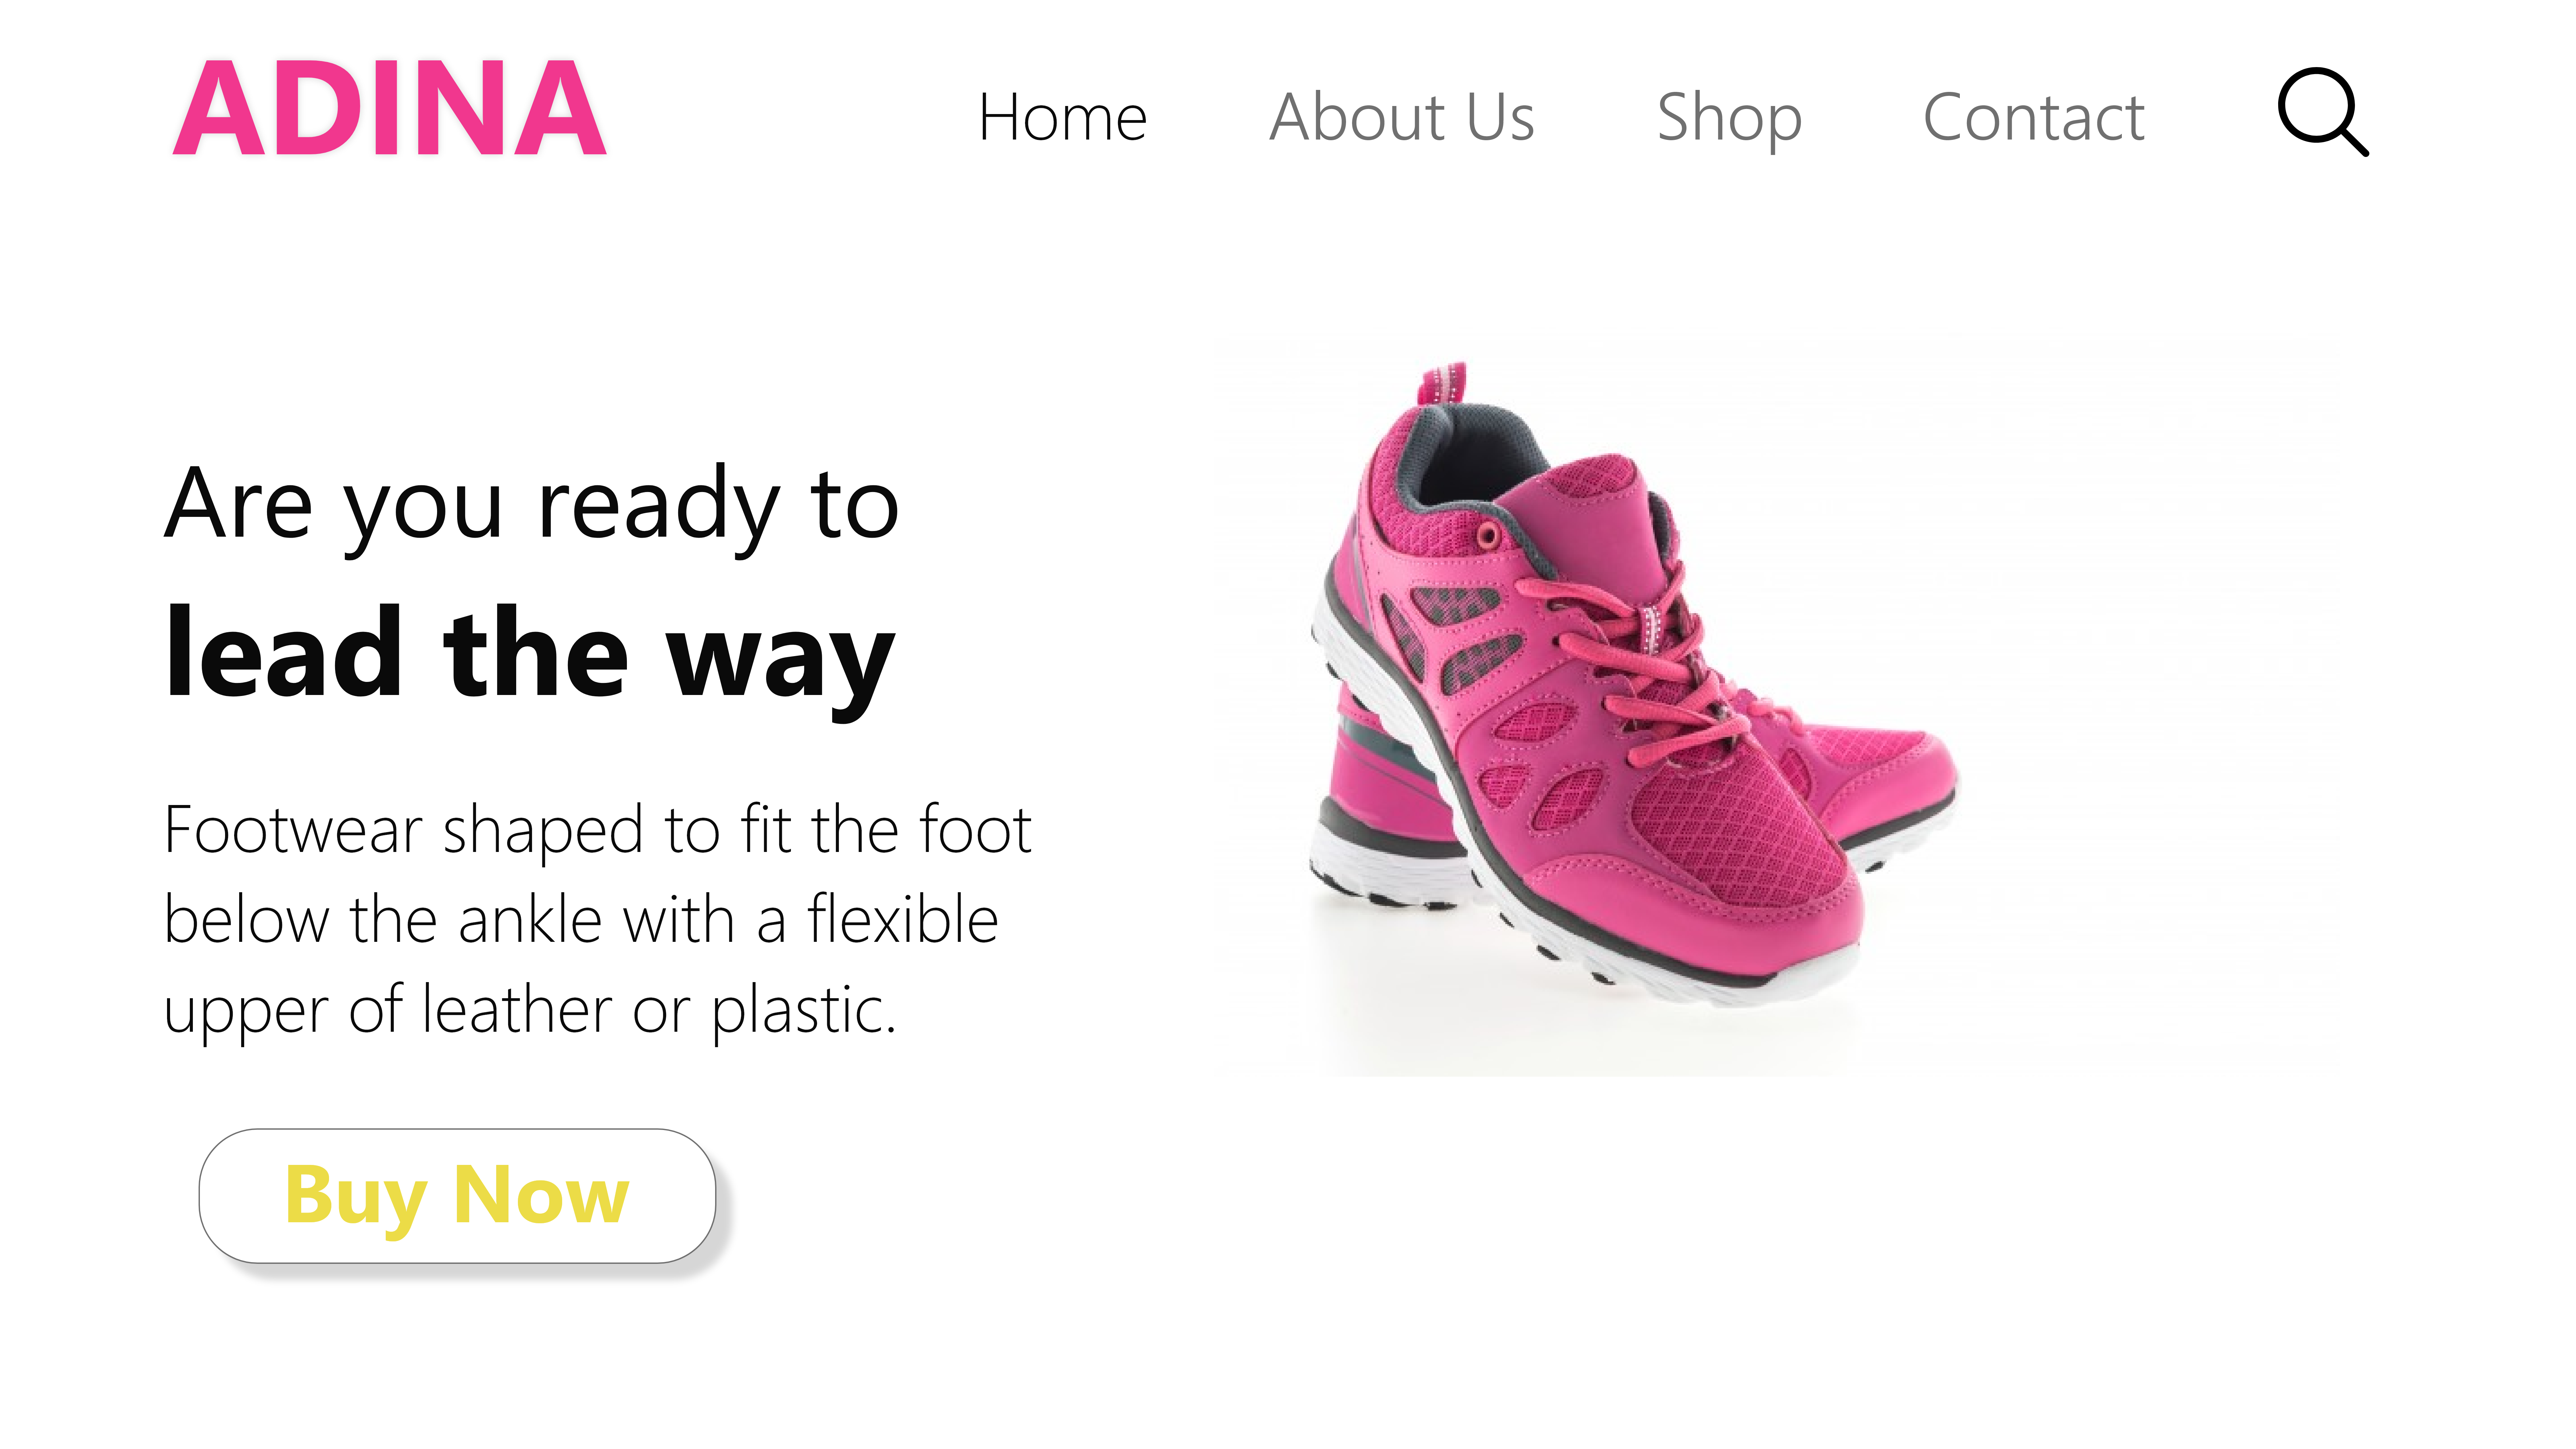 ADINA
Home About Us Shop Contact
Are you ready to
lead the way
Footwear shaped to fit the foot
below the ankle with a flexible
upper of leather or plastic.
Buy Now